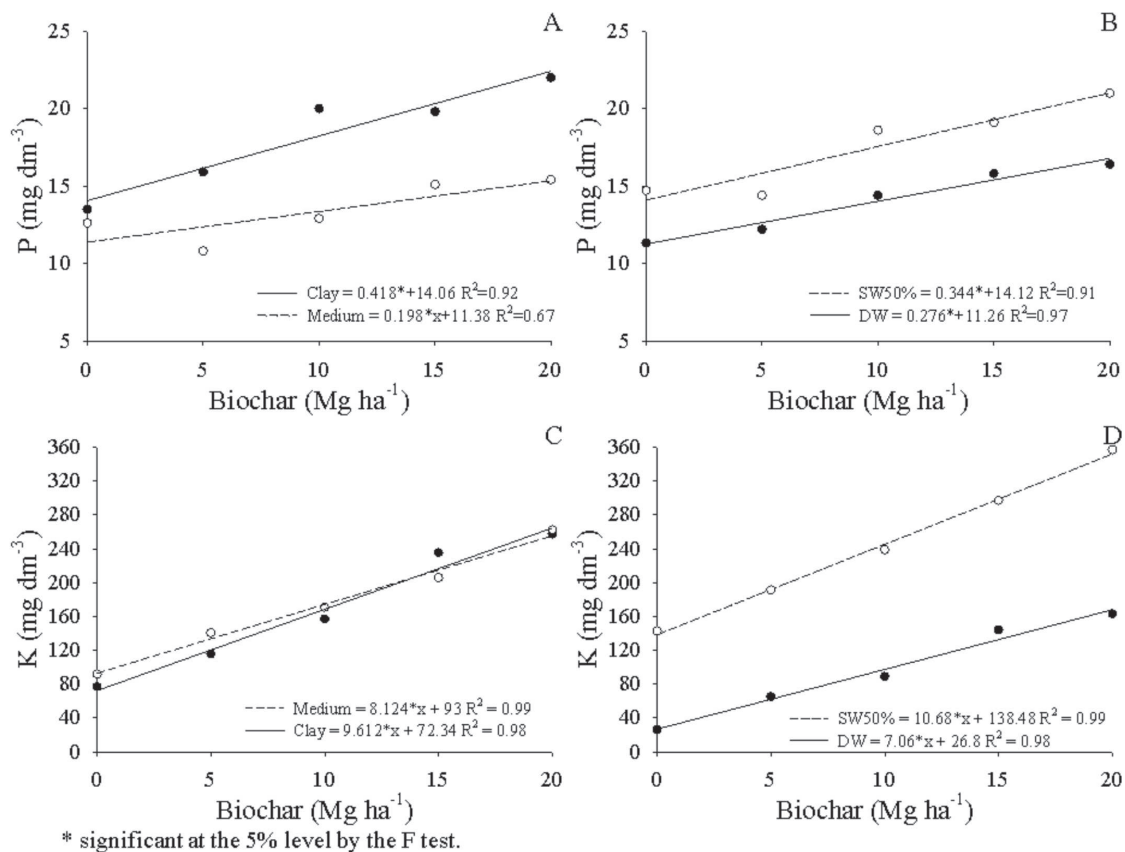 A
25
20
15
10
5
P (mg dm⁻³)
Clay = 0.418*+14.06 R²=0.92
Medium = 0.198*x+11.38 R²=0.67
0 5 10 15 20
Biochar (Mg ha⁻¹)
B
25
20
15
10
5
P (mg dm⁻³)
SW50% = 0.344*+14.12 R²=0.91
DW = 0.276*+11.26 R²=0.97
0 5 10 15 20
Biochar (Mg ha⁻¹)
C
360
320
280
240
200
160
120
80
40
0
K (mg dm⁻³)
Medium = 8.124*x + 93 R² = 0.99
Clay = 9.612*x + 72.34 R² = 0.98
0 5 10 15 20
Biochar (Mg ha⁻¹)
D
360
320
280
240
200
160
120
80
40
0
K (mg dm⁻³)
SW50% = 10.68*x + 138.48 R² = 0.99
DW = 7.06*x + 26.8 R² = 0.98
0 5 10 15 20
Biochar (Mg ha⁻¹)
* significant at the 5% level by the F test.